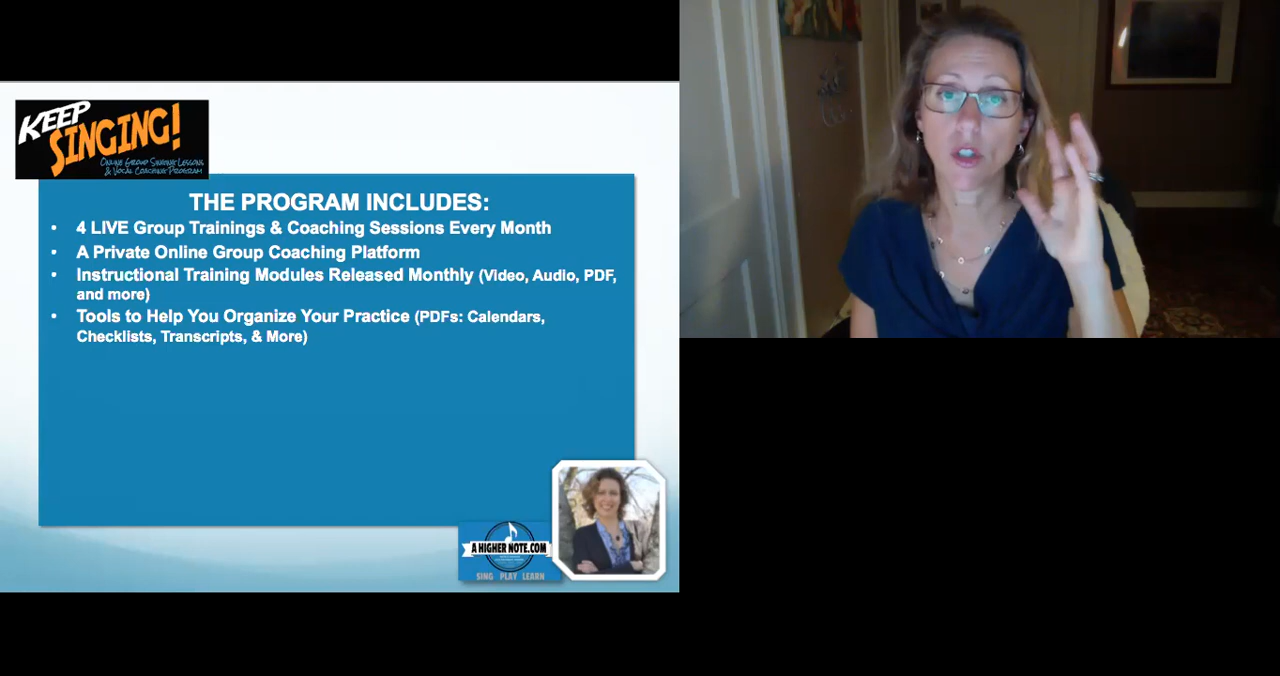 KEEP
SINGING!
ONLINE GROUP SINGING LESSONS
& VOCAL COACHING PROGRAM
THE PROGRAM INCLUDES:
• 4 LIVE Group Trainings & Coaching Sessions Every Month
• A Private Online Group Coaching Platform
• Instructional Training Modules Released Monthly (Video, Audio, PDF,
and more)
• Tools to Help You Organize Your Practice (PDFs: Calendars,
Checklists, Transcripts, & More)
A HIGHER NOTE.COM
SING PLAY LEARN